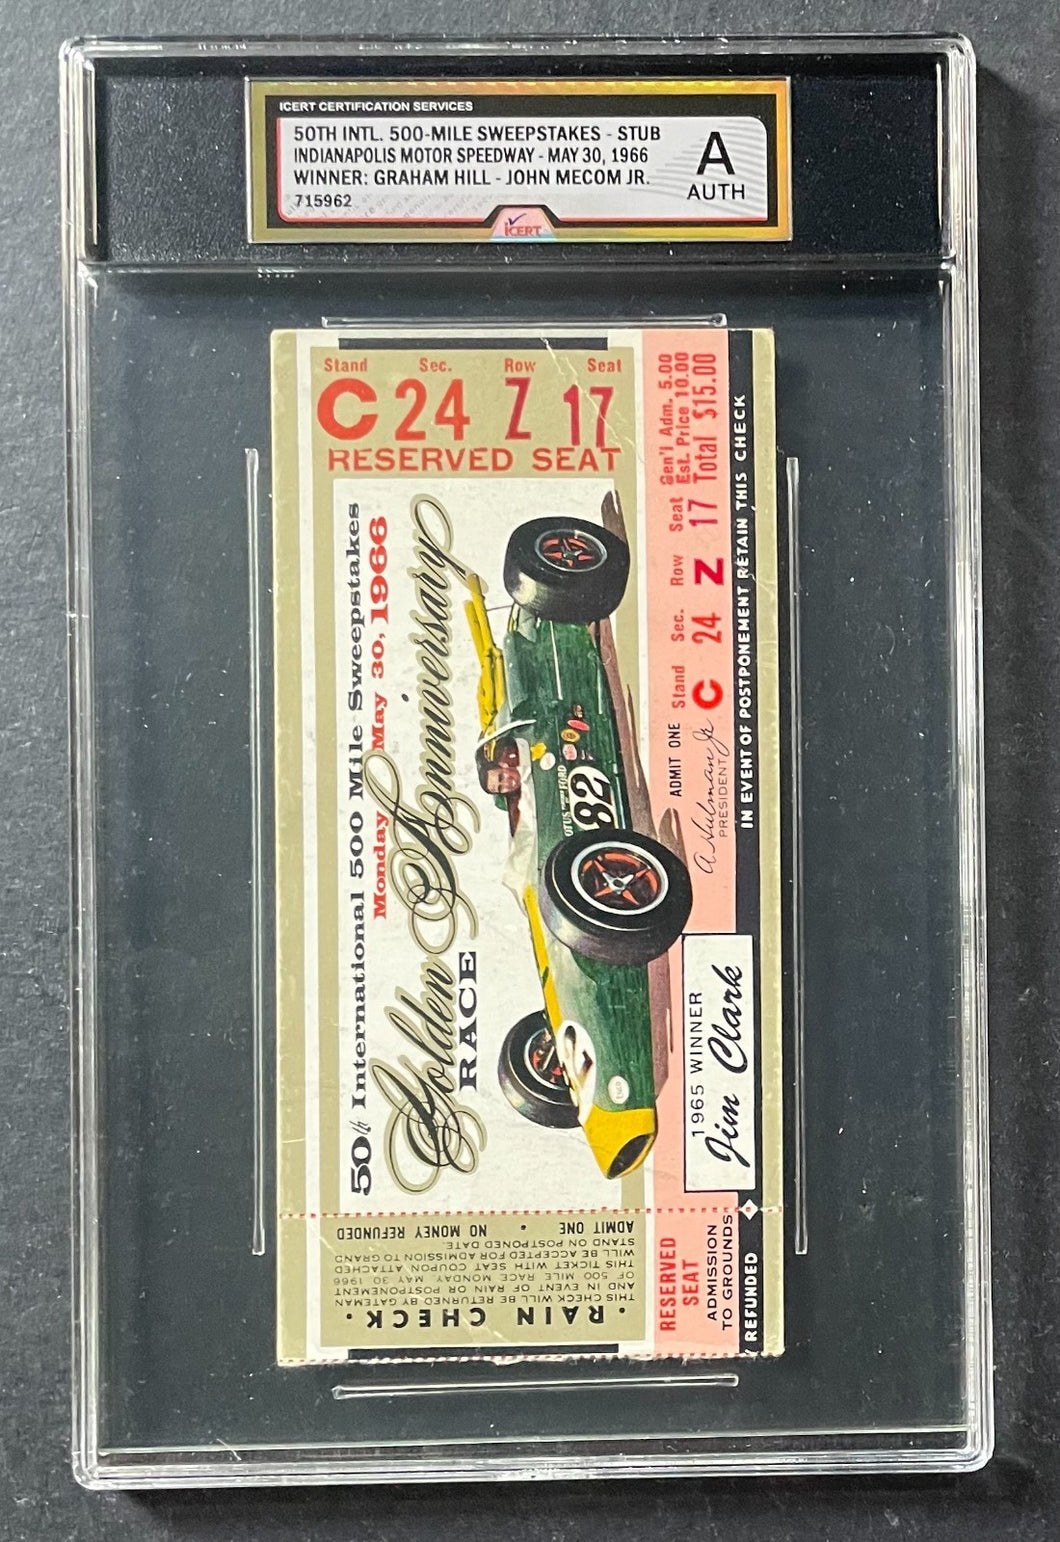 ICERT CERTIFICATION SERVICES
50TH INTL. 500-MILE SWEEPSTAKES - STUB
INDIANAPOLIS MOTOR SPEEDWAY - MAY 30, 1966
WINNER: GRAHAM HILL - JOHN MECOM JR.
715962
A
AUTH
iCERT
Stand Sec. Row Seat
C 24 Z 17
RESERVED SEAT
50th International 500 Mile Sweepstakes
Monday May 30, 1966
Golden Anniversary
RACE
LOTUS FORD
82
Gen'l Adm. 5.00
Est. Price 10.00
Total $15.00
Stand Sec. Row Seat
C 24 Z 17
ADMIT ONE
A Hulman Jr
PRESIDENT
IN EVENT OF POSTPONEMENT RETAIN THIS CHECK
1965 WINNER
Jim Clark
RESERVED
SEAT
ADMISSION
TO GROUNDS
Y REFUNDED
• RAIN CHECK •
THIS CHECK WILL BE RETURNED BY GATEMAN
AND IN EVENT OF RAIN OR POSTPONEMENT
OF 500 MILE RACE, MONDAY, MAY 30 1966
THIS TICKET WITH SEAT COUPON ATTACHED
WILL BE ACCEPTED FOR ADMISSION TO GRAND
STAND ON POSTPONED DATE.
ADMIT ONE • NO MONEY REFUNDED